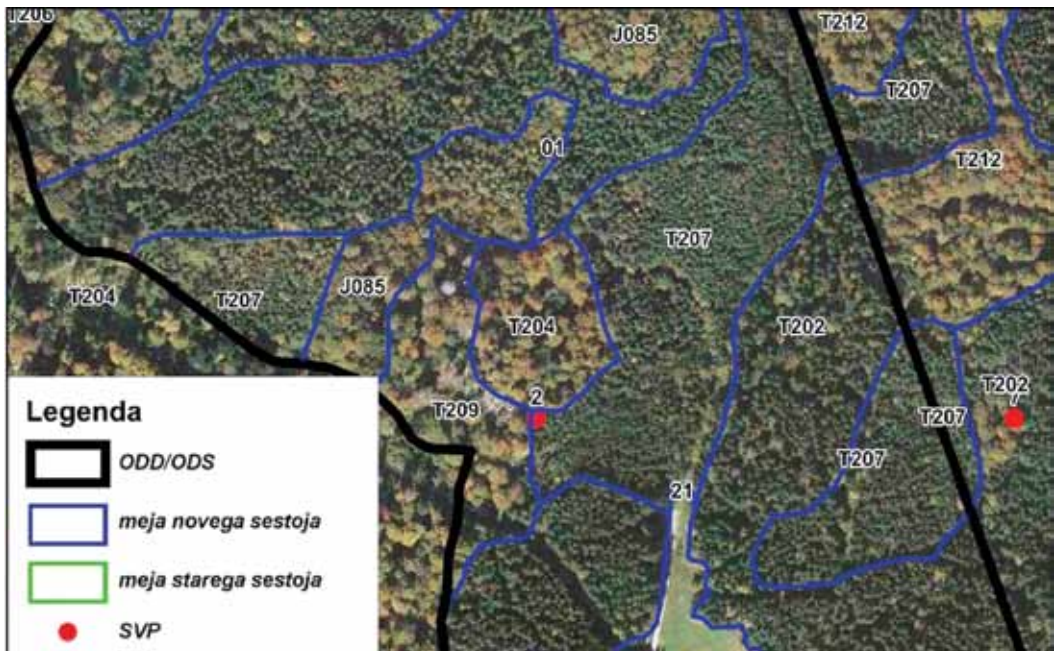 T206
J085
T212
T207
01
T212
T207
T204
T207
J085
T204
T202
T209
2
T202
7
T207
T207
21
Legenda
ODD/ODS
meja novega sestoja
meja starega sestoja
SVP